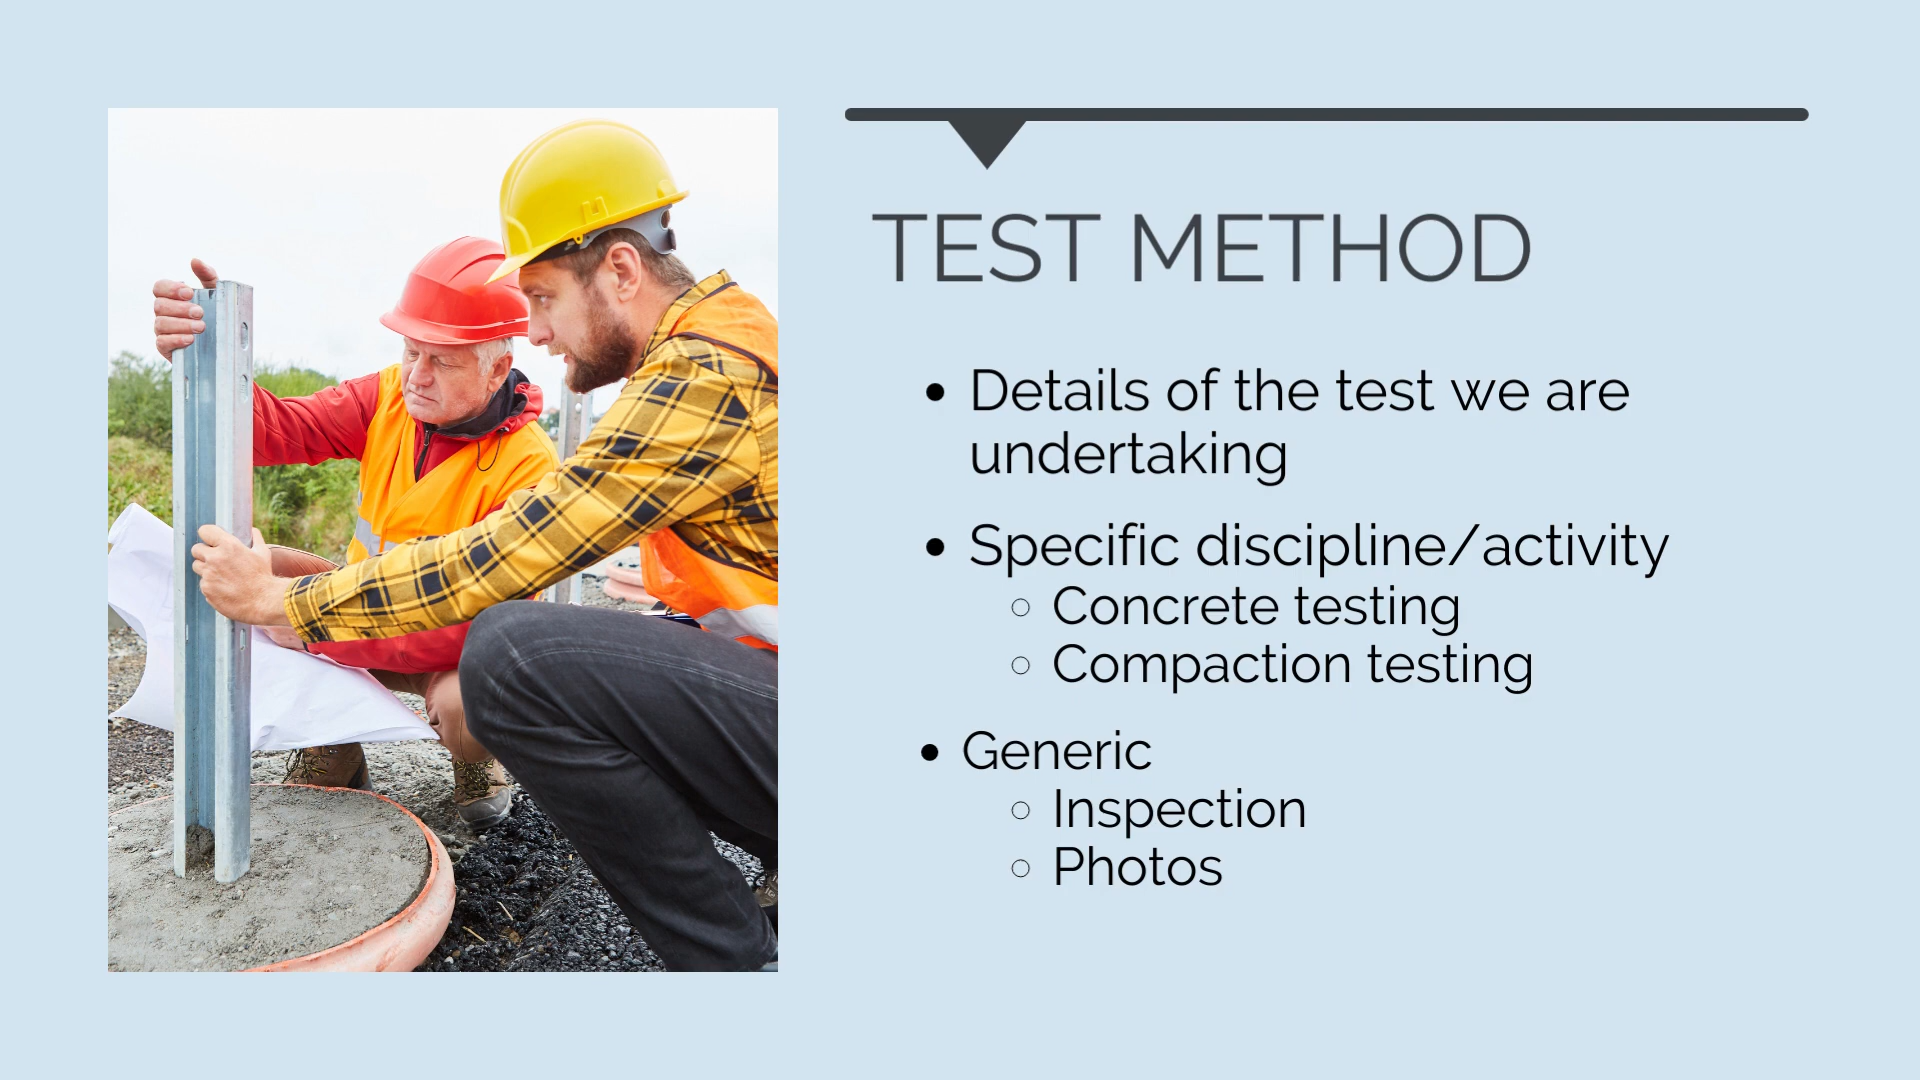 TEST METHOD
Details of the test we are
undertaking
Specific discipline/activity
Concrete testing
Compaction testing
Generic
Inspection
Photos